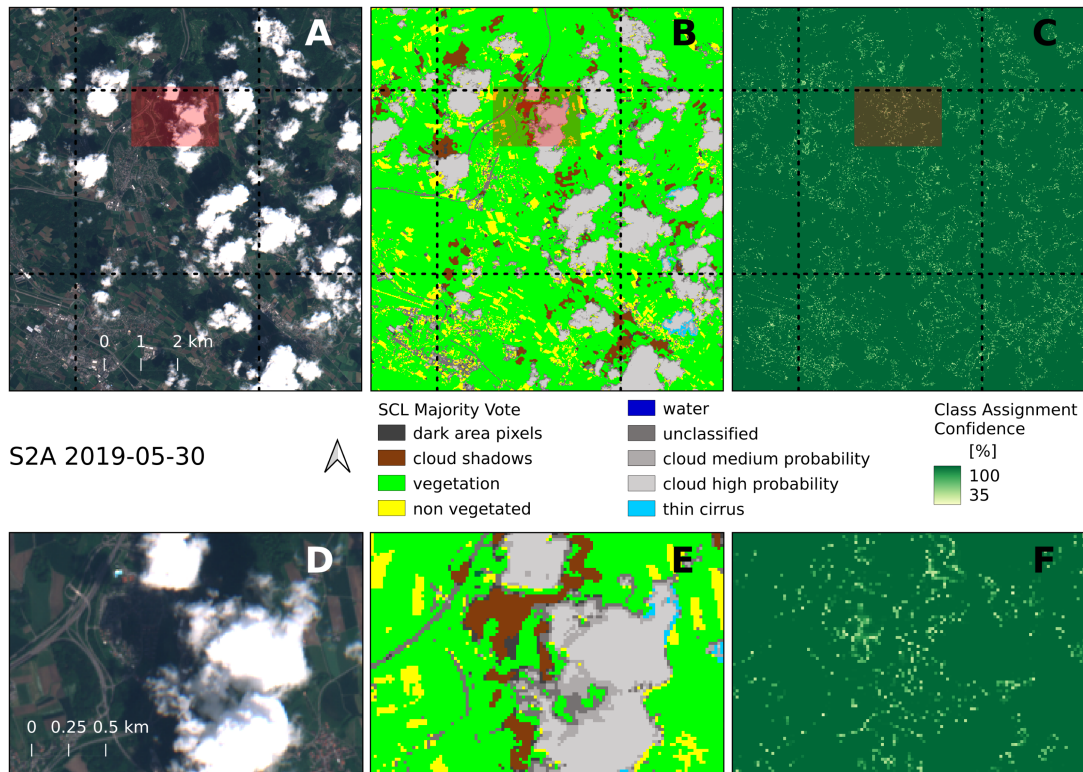 A
B
C
0 1 2 km
S2A 2019-05-30
SCL Majority Vote
dark area pixels
cloud shadows
vegetation
non vegetated
water
unclassified
cloud medium probability
cloud high probability
thin cirrus
Class Assignment
Confidence
[%]
100
35
D
E
F
0 0.25 0.5 km